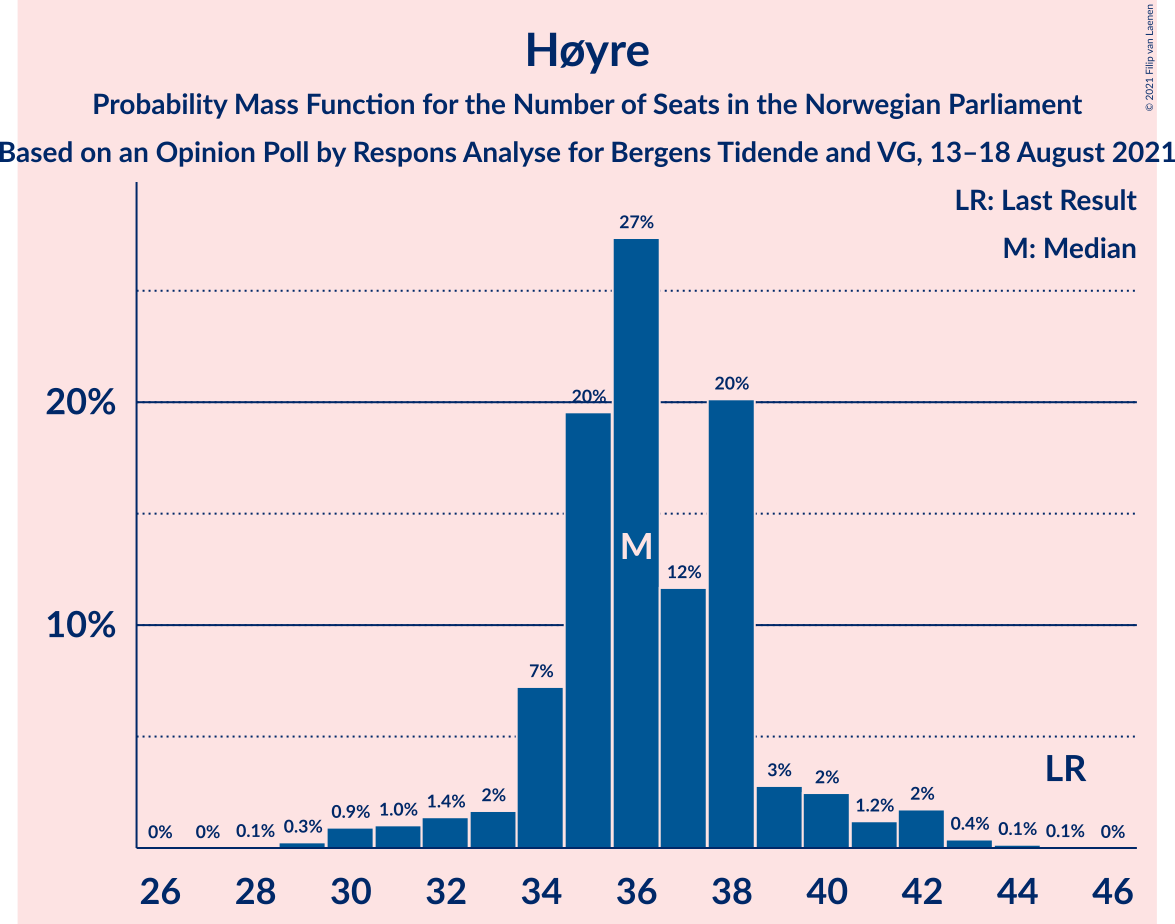 Høyre
Probability Mass Function for the Number of Seats in the Norwegian Parliament
Based on an Opinion Poll by Respons Analyse for Bergens Tidende and VG, 13–18 August 2021
© 2021 Filip van Laenen
LR: Last Result
M: Median
27%
20%
20%
20%
M
12%
10%
7%
LR
3%
2%
2%
2%
1.4%
1.2%
1.0%
0.9%
0.4%
0.3%
0% 0% 0.1% 0.1% 0.1% 0%
26 28 30 32 34 36 38 40 42 44 46